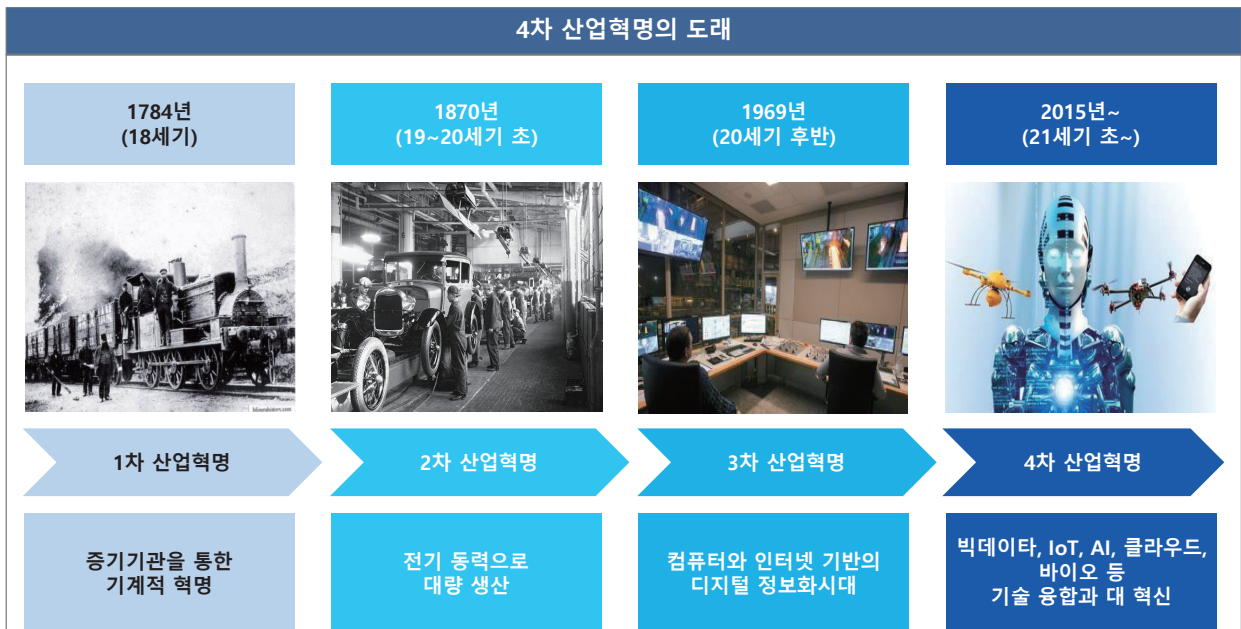 4차 산업혁명의 도래
1784년
(18세기)
1870년
(19~20세기 초)
1969년
(20세기 후반)
2015년~
(21세기 초~)
1차 산업혁명
2차 산업혁명
3차 산업혁명
4차 산업혁명
증기기관을 통한
기계적 혁명
전기 동력으로
대량 생산
컴퓨터와 인터넷 기반의
디지털 정보화시대
빅데이타, IoT, AI, 클라우드,
바이오 등
기술 융합과 대 혁신